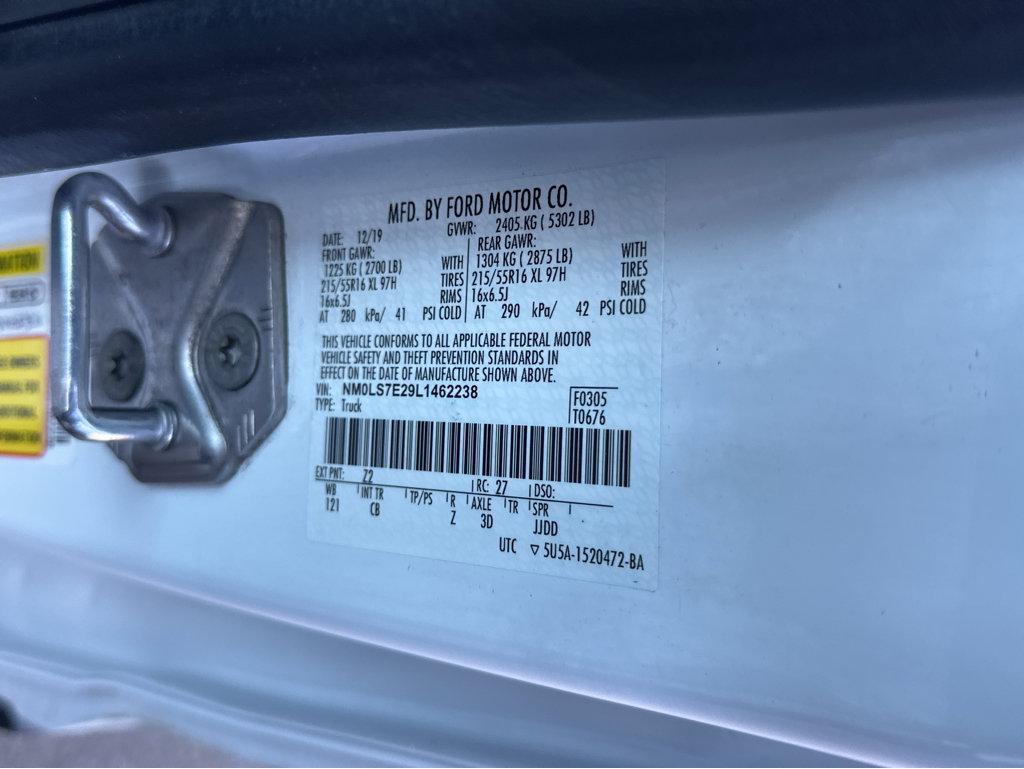 MFD. BY FORD MOTOR CO.
DATE: 12/19 GVWR: 2405 KG ( 5302 LB)
FRONT GAWR: REAR GAWR:
1225 KG ( 2700 LB) WITH 1304 KG ( 2875 LB) WITH
215/55R16 XL 97H TIRES 215/55R16 XL 97H TIRES
16x6.5J RIMS 16x6.5J RIMS
AT 280 kPa/ 41 PSI COLD AT 290 kPa/ 42 PSI COLD
THIS VEHICLE CONFORMS TO ALL APPLICABLE FEDERAL MOTOR
VEHICLE SAFETY AND THEFT PREVENTION STANDARDS IN
EFFECT ON THE DATE OF MANUFACTURE SHOWN ABOVE.
VIN: NM0LS7E29L1462238 F0305
TYPE: Truck T0676
EXT PNT: Z2 RC: 27 DSO:
WB INT TR TP/PS R AXLE TR SPR
121 CB Z 3D JJDD
UTC ▽ 5U5A-1520472-BA